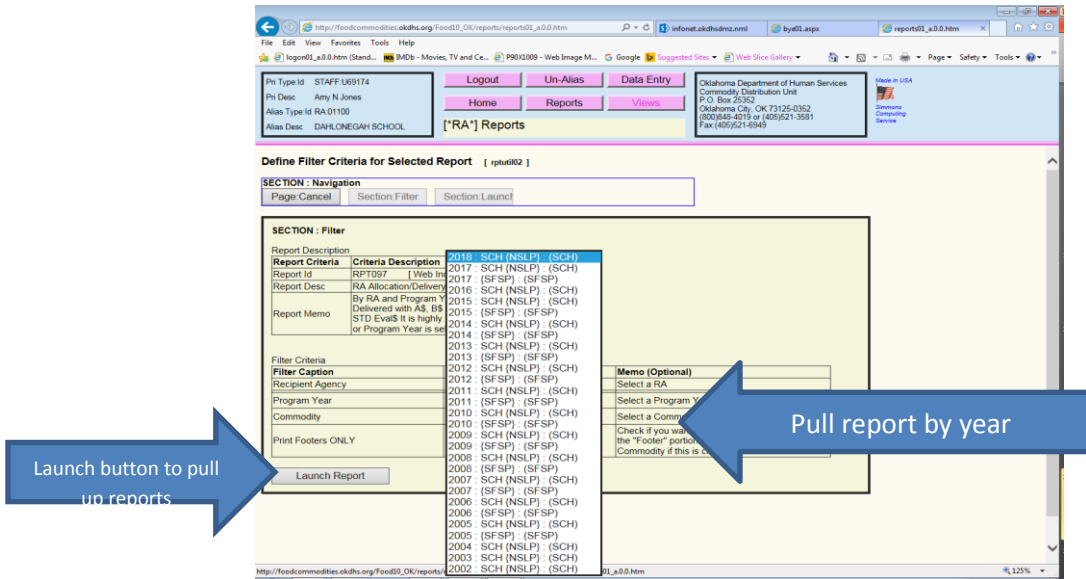 http://foodcommodities.okdhs.org/Food10_OK/reports/reports01_a.0.0.htm
infonet.okdhsdmz.nml
bye01.aspx
reports01_a.0.0.htm
File Edit View Favorites Tools Help
logon01_a.0.0.htm (Stand...
IMDb - Movies, TV and Ce...
P90X1009 - Web Image M...
Google
Suggested Sites
Web Slice Gallery
Page Safety Tools
Pri Type:Id STAFF:U69174
Pri Desc Amy N Jones
Alias Type:Id RA:01100
Alias Desc DAHLONEGAH SCHOOL
Logout Un-Alias Data Entry
Home Reports Views
[*RA*] Reports
Oklahoma Department of Human Services
Commodity Distribution Unit
P.O. Box 25352
Oklahoma City, OK 73125-0352
(800)848-4019 or (405)521-3581
Fax:(405)521-6949
Made in USA
Simmons
Computing
Service
Define Filter Criteria for Selected Report [ rptutil02 ]
SECTION : Navigation
Page:Cancel Section:Filter Section:Launch
SECTION : Filter
Report Description
Report Criteria Criteria Description
Report Id RPT097 [ Web In
Report Desc RA Allocation/Delivery
Report Memo
By RA and Program Y
Delivered with A$, B$
STD Eval$ It is highly
or Program Year is sel
Filter Criteria
Filter Caption Memo (Optional)
Recipient Agency Select a RA
Program Year Select a Program Y
Commodity Select a Comm
Print Footers ONLY
Check if you wa
the "Footer" portion
Commodity if this is c
Launch Report
2018 : SCH {NSLP} : (SCH)
2017 : SCH {NSLP} : (SCH)
2017 : {SFSP} : (SFSP)
2016 : SCH {NSLP} : (SCH)
2015 : SCH {NSLP} : (SCH)
2015 : {SFSP} : (SFSP)
2014 : SCH {NSLP} : (SCH)
2014 : {SFSP} : (SFSP)
2013 : SCH {NSLP} : (SCH)
2013 : {SFSP} : (SFSP)
2012 : SCH {NSLP} : (SCH)
2012 : {SFSP} : (SFSP)
2011 : SCH {NSLP} : (SCH)
2011 : {SFSP} : (SFSP)
2010 : SCH {NSLP} : (SCH)
2010 : {SFSP} : (SFSP)
2009 : SCH {NSLP} : (SCH)
2009 : {SFSP} : (SFSP)
2008 : SCH {NSLP} : (SCH)
2008 : {SFSP} : (SFSP)
2007 : SCH {NSLP} : (SCH)
2007 : {SFSP} : (SFSP)
2006 : SCH {NSLP} : (SCH)
2006 : {SFSP} : (SFSP)
2005 : SCH {NSLP} : (SCH)
2005 : {SFSP} : (SFSP)
2004 : SCH {NSLP} : (SCH)
2003 : SCH {NSLP} : (SCH)
2002 : SCH {NSLP} : (SCH)
Pull report by year
Launch button to pull
up reports
http://foodcommodities.okdhs.org/Food10_OK/reports/ 01_a.0.0.htm
125%